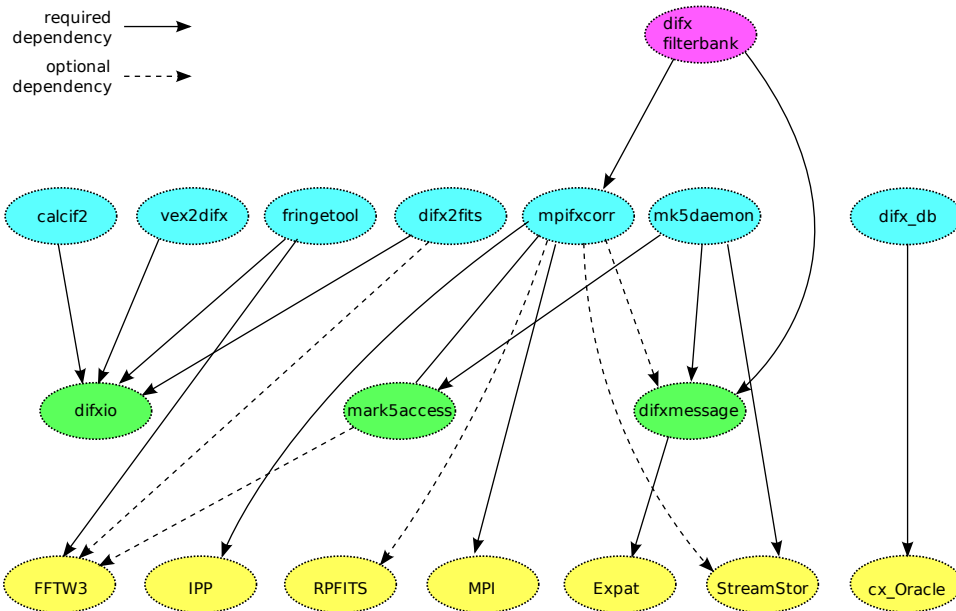 required
dependency
optional
dependency
difx
filterbank
calcif2
vex2difx
fringetool
difx2fits
mpifxcorr
mk5daemon
difx_db
difxio
mark5access
difxmessage
FFTW3
IPP
RPFITS
MPI
Expat
StreamStor
cx_Oracle